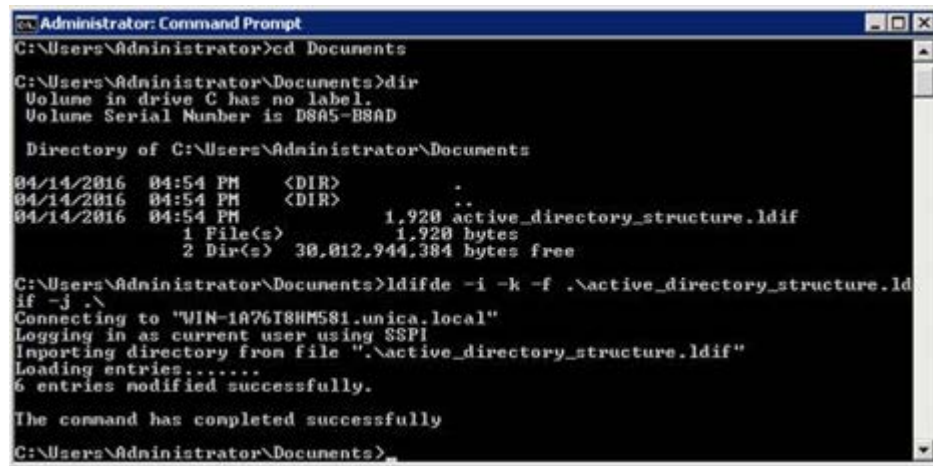 Administrator: Command Prompt
C:\Users\Administrator>cd Documents
C:\Users\Administrator\Documents>dir
Volume in drive C has no label.
Volume Serial Number is D8A5-B8AD
Directory of C:\Users\Administrator\Documents
04/14/2016 04:54 PM <DIR> .
04/14/2016 04:54 PM <DIR> ..
04/14/2016 04:54 PM 1,920 active_directory_structure.ldif
1 File(s) 1,920 bytes
2 Dir(s) 30,012,944,384 bytes free
C:\Users\Administrator\Documents>ldifde -i -k -f .\active_directory_structure.ld
if -j .\
Connecting to "WIN-1A76T8HM581.unica.local"
Logging in as current user using SSPI
Importing directory from file ".\active_directory_structure.ldif"
Loading entries.......
6 entries modified successfully.
The command has completed successfully
C:\Users\Administrator\Documents>_